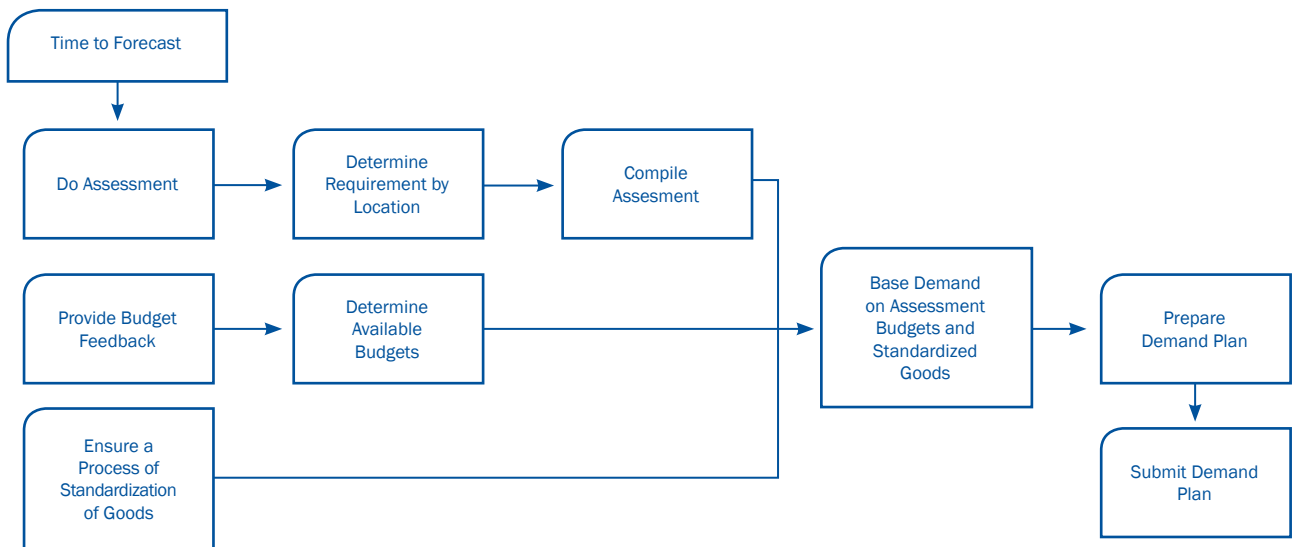 Time to Forecast
Do Assessment
Determine
Requirement by
Location
Compile
Assesment
Provide Budget
Feedback
Determine
Available
Budgets
Base Demand
on Assessment
Budgets and
Standardized
Goods
Prepare
Demand Plan
Ensure a
Process of
Standardization
of Goods
Submit Demand
Plan